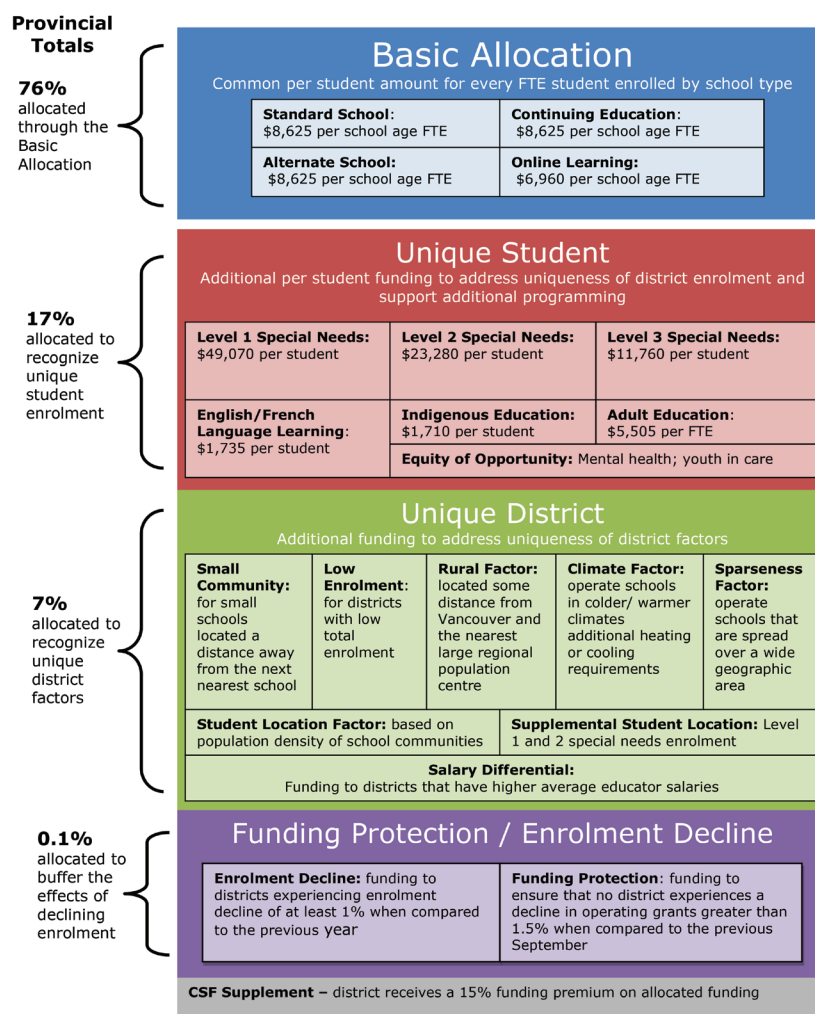 Provincial
Totals
76%
allocated
through the
Basic
Allocation
Basic Allocation
Common per student amount for every FTE student enrolled by school type
Standard School:
$8,625 per school age FTE
Continuing Education:
$8,625 per school age FTE
Alternate School:
$8,625 per school age FTE
Online Learning:
$6,960 per school age FTE
17%
allocated to
recognize
unique
student
enrolment
Unique Student
Additional per student funding to address uniqueness of district enrolment and
support additional programming
Level 1 Special Needs:
$49,070 per student
Level 2 Special Needs:
$23,280 per student
Level 3 Special Needs:
$11,760 per student
English/French
Language Learning:
$1,735 per student
Indigenous Education:
$1,710 per student
Adult Education:
$5,505 per FTE
Equity of Opportunity: Mental health; youth in care
7%
allocated to
recognize
unique
district
factors
Unique District
Additional funding to address uniqueness of district factors
Small
Community:
for small
schools
located a
distance away
from the next
nearest school
Low
Enrolment:
for districts
with low
total
enrolment
Rural Factor:
located some
distance from
Vancouver and
the nearest
large regional
population
centre
Climate Factor:
operate schools
in colder/ warmer
climates
additional heating
or cooling
requirements
Sparseness
Factor:
operate
schools that
are spread
over a wide
geographic
area
Student Location Factor: based on
population density of school communities
Supplemental Student Location: Level
1 and 2 special needs enrolment
Salary Differential:
Funding to districts that have higher average educator salaries
0.1%
allocated to
buffer the
effects of
declining
enrolment
Funding Protection / Enrolment Decline
Enrolment Decline: funding to
districts experiencing enrolment
decline of at least 1% when compared
to the previous year
Funding Protection: funding to
ensure that no district experiences a
decline in operating grants greater than
1.5% when compared to the previous
September
CSF Supplement – district receives a 15% funding premium on allocated funding